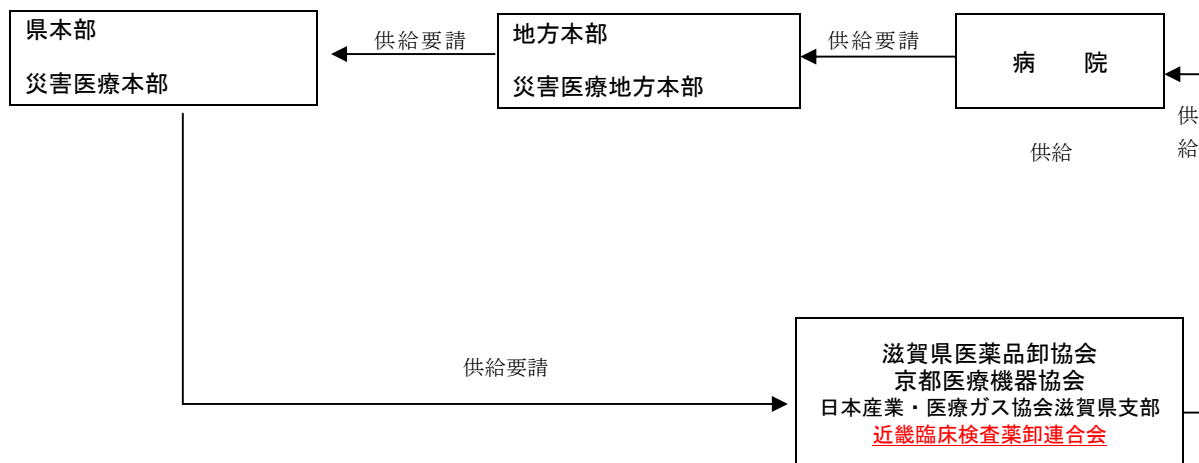 県本部
災害医療本部
供給要請
地方本部
災害医療地方本部
供給要請
病　　院
供
給
供給
供給要請
滋賀県医薬品卸協会
京都医療機器協会
日本産業・医療ガス協会滋賀県支部
近畿臨床検査薬卸連合会